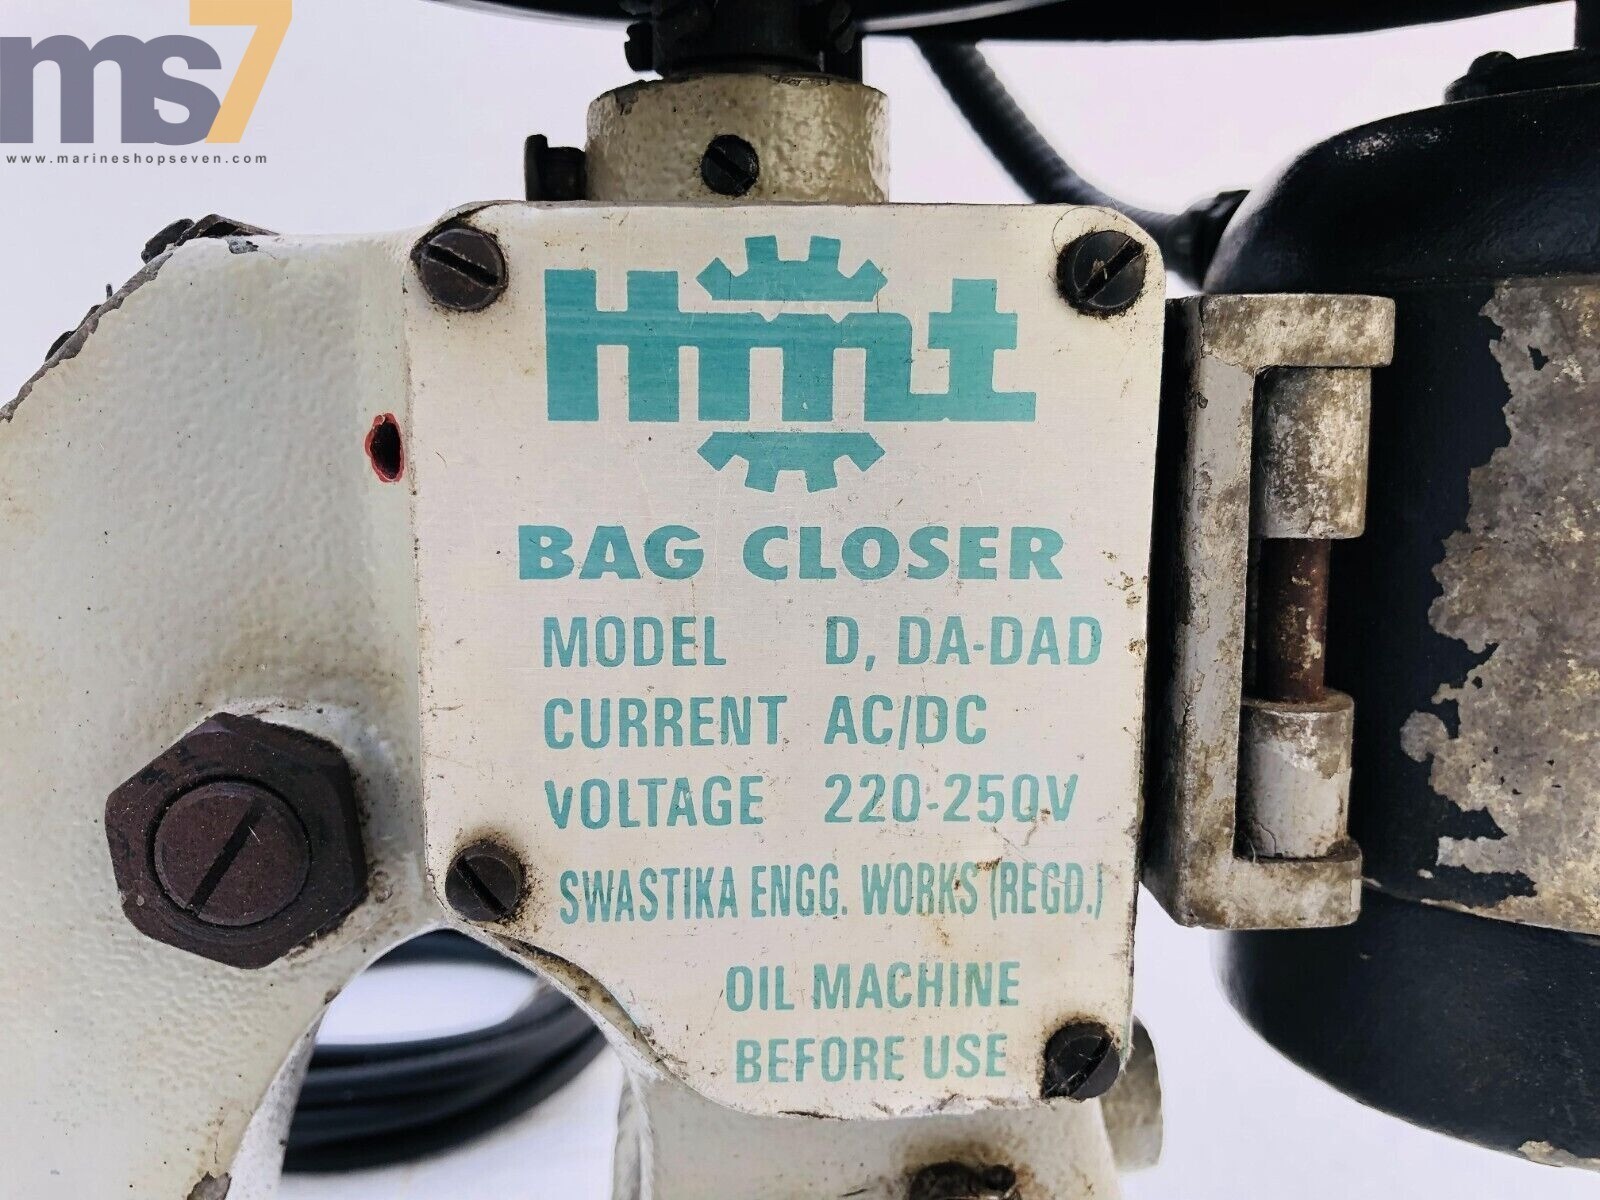 ms7
www.marineshopseven.com
Hmt
BAG CLOSER
MODEL D, DA-DAD
CURRENT AC/DC
VOLTAGE 220-250V
SWASTIKA ENGG. WORKS (REGD.)
OIL MACHINE
BEFORE USE